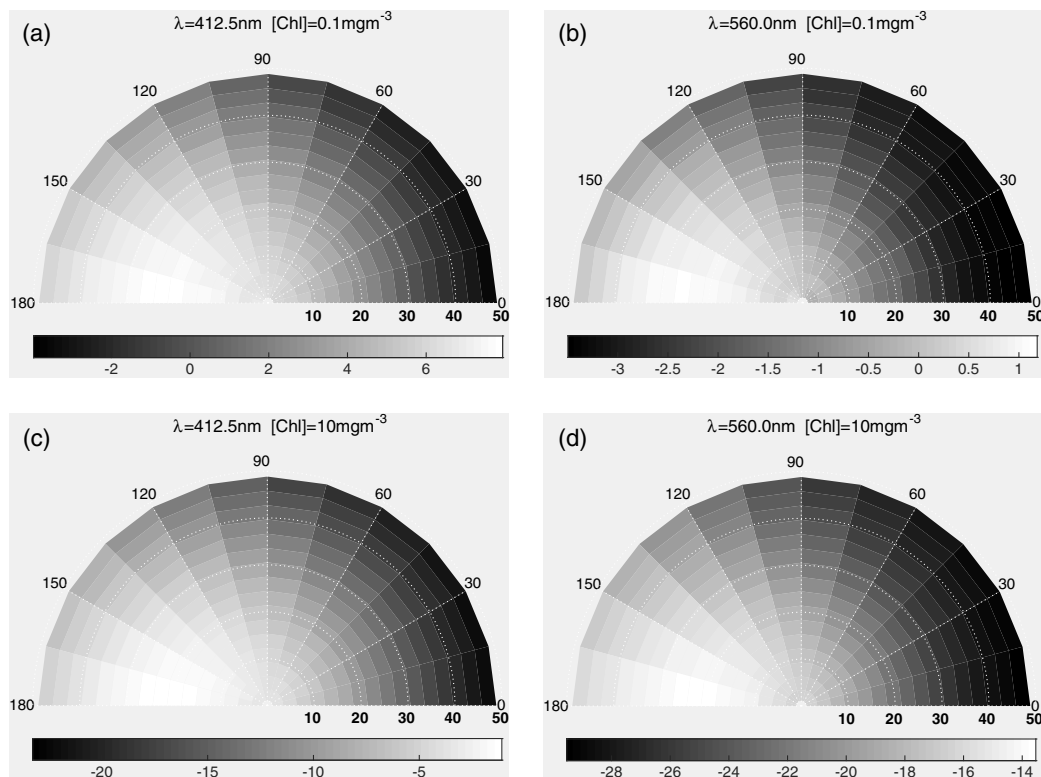 (a)
λ=412.5nm [Chl]=0.1mgm⁻³
90
120
60
150
30
180
0
10 20 30 40 50
-2 0 2 4 6
(b)
λ=560.0nm [Chl]=0.1mgm⁻³
90
120
60
150
30
180
0
10 20 30 40 50
-3 -2.5 -2 -1.5 -1 -0.5 0 0.5 1
(c)
λ=412.5nm [Chl]=10mgm⁻³
90
120
60
150
30
180
0
10 20 30 40 50
-20 -15 -10 -5
(d)
λ=560.0nm [Chl]=10mgm⁻³
90
120
60
150
30
180
0
10 20 30 40 50
-28 -26 -24 -22 -20 -18 -16 -14